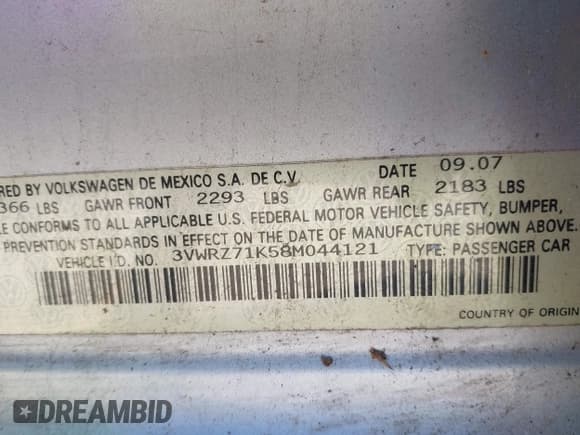 RED BY VOLKSWAGEN DE MEXICO S.A. DE C.V. DATE 09.07
366 LBS GAWR FRONT 2293 LBS GAWR REAR 2183 LBS
LE CONFORMS TO ALL APPLICABLE U.S. FEDERAL MOTOR VEHICLE SAFETY, BUMPER,
PREVENTION STANDARDS IN EFFECT ON THE DATE OF MANUFACTURE SHOWN ABOVE.
VEHICLE I.D. NO. 3VWRZ71K58M044121 TYPE: PASSENGER CAR
COUNTRY OF ORIGIN
DREAMBID